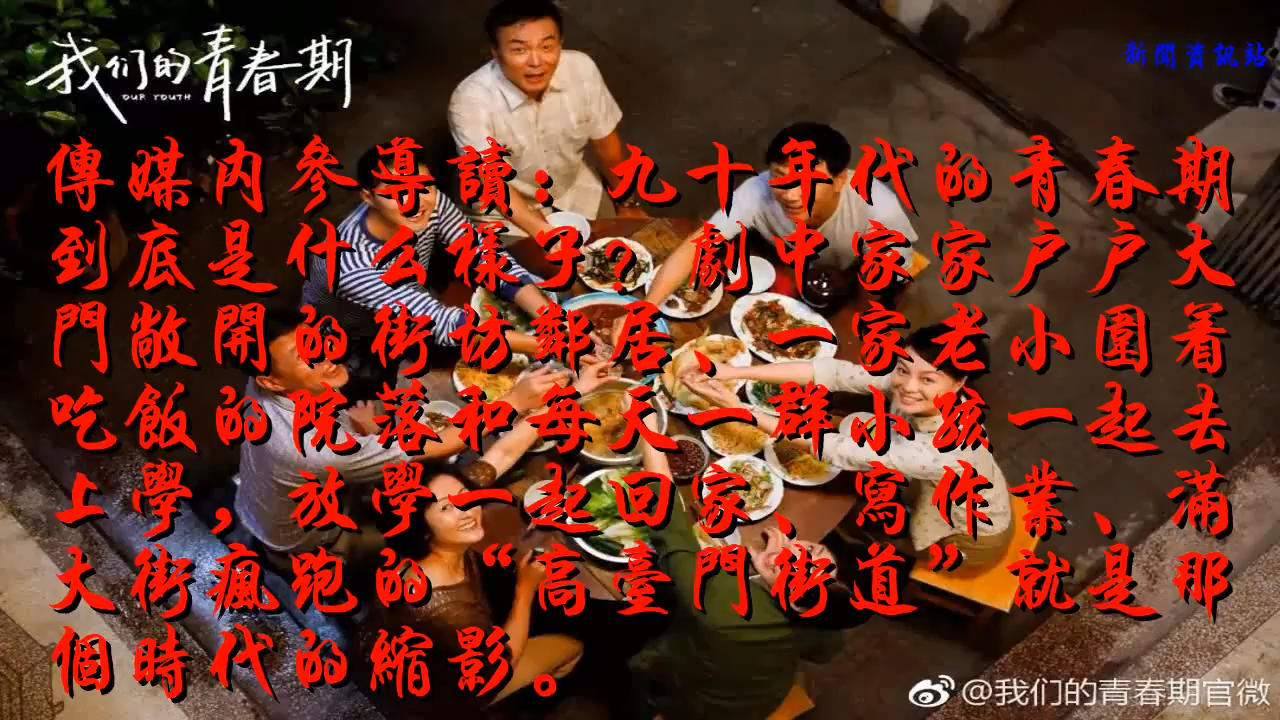 我们的青春期
OUR YOUTH
新聞資訊站
傳媒内參導讀：九十年代的青春期
到底是什么樣子？劇中家家户户大
門敞開的街坊鄰居、一家老小圍着
吃飯的院落和每天一群小孩一起去
上學，放學一起回家、寫作業、滿
大街瘋跑的“高臺門街道”就是那
個時代的縮影。
@我们的青春期官微